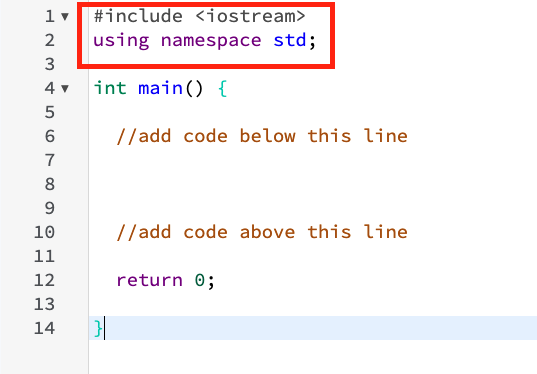 1 #include <iostream>
2 using namespace std;
3
4 int main() {
5
6 //add code below this line
7
8
9
10 //add code above this line
11
12 return 0;
13
14 }